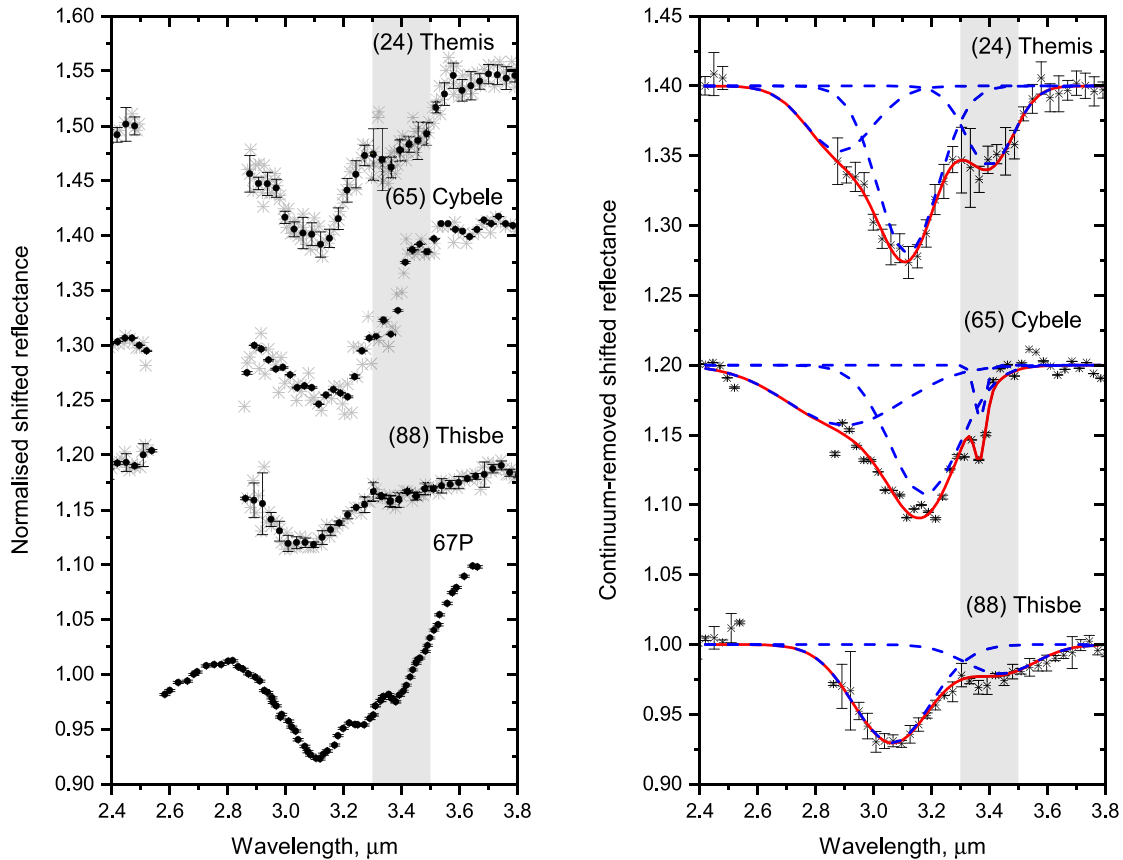 Normalised shifted reflectance
1.60
1.55
1.50
1.45
1.40
1.35
1.30
1.25
1.20
1.15
1.10
1.05
1.00
0.95
0.90
(24) Themis
(65) Cybele
(88) Thisbe
67P
2.4 2.6 2.8 3.0 3.2 3.4 3.6 3.8
Wavelength, μm
Continuum-removed shifted reflectance
1.45
1.40
1.35
1.30
1.25
1.20
1.15
1.10
1.05
1.00
0.95
0.90
(24) Themis
(65) Cybele
(88) Thisbe
2.4 2.6 2.8 3.0 3.2 3.4 3.6 3.8
Wavelength, μm